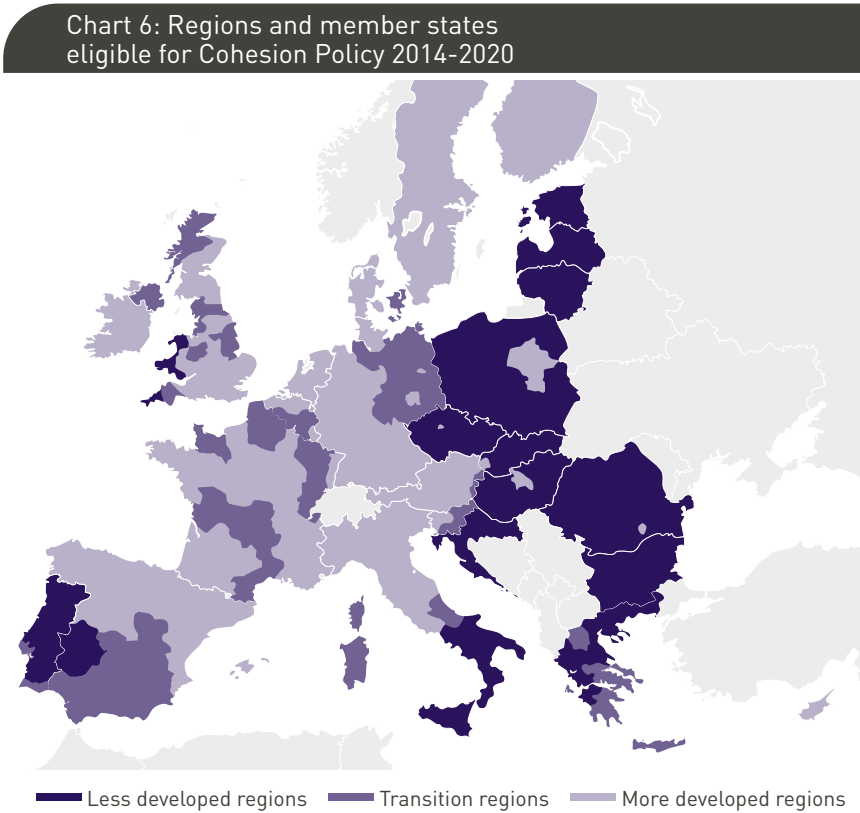 Chart 6: Regions and member states
eligible for Cohesion Policy 2014-2020
Less developed regions
Transition regions
More developed regions